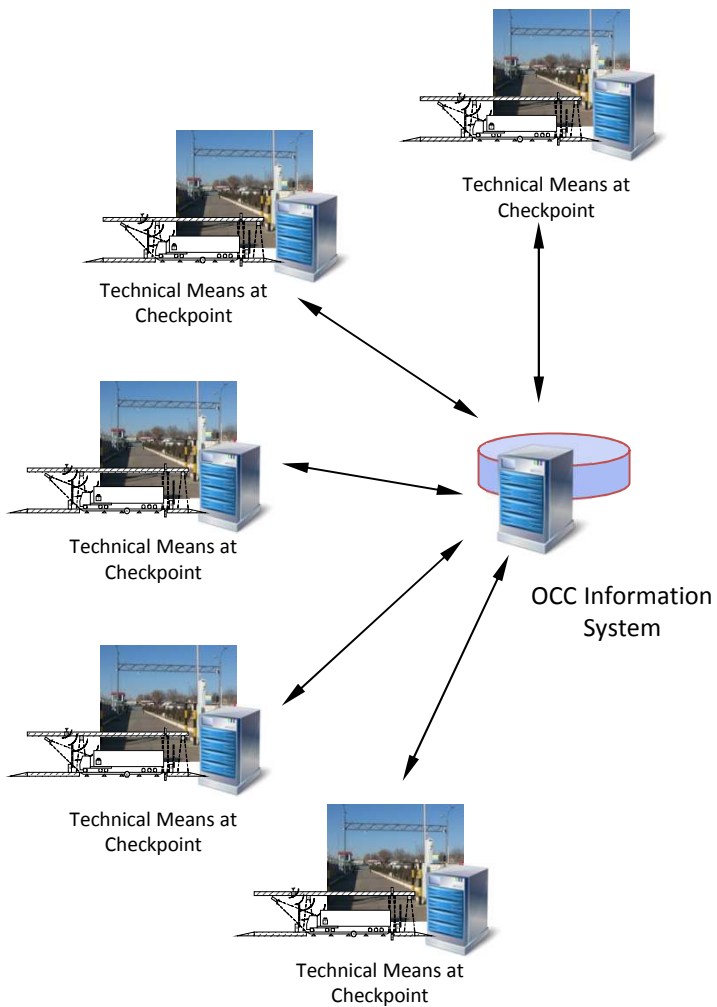 Technical Means at
Checkpoint
Technical Means at
Checkpoint
Technical Means at
Checkpoint
OCC Information
System
Technical Means at
Checkpoint
Technical Means at
Checkpoint